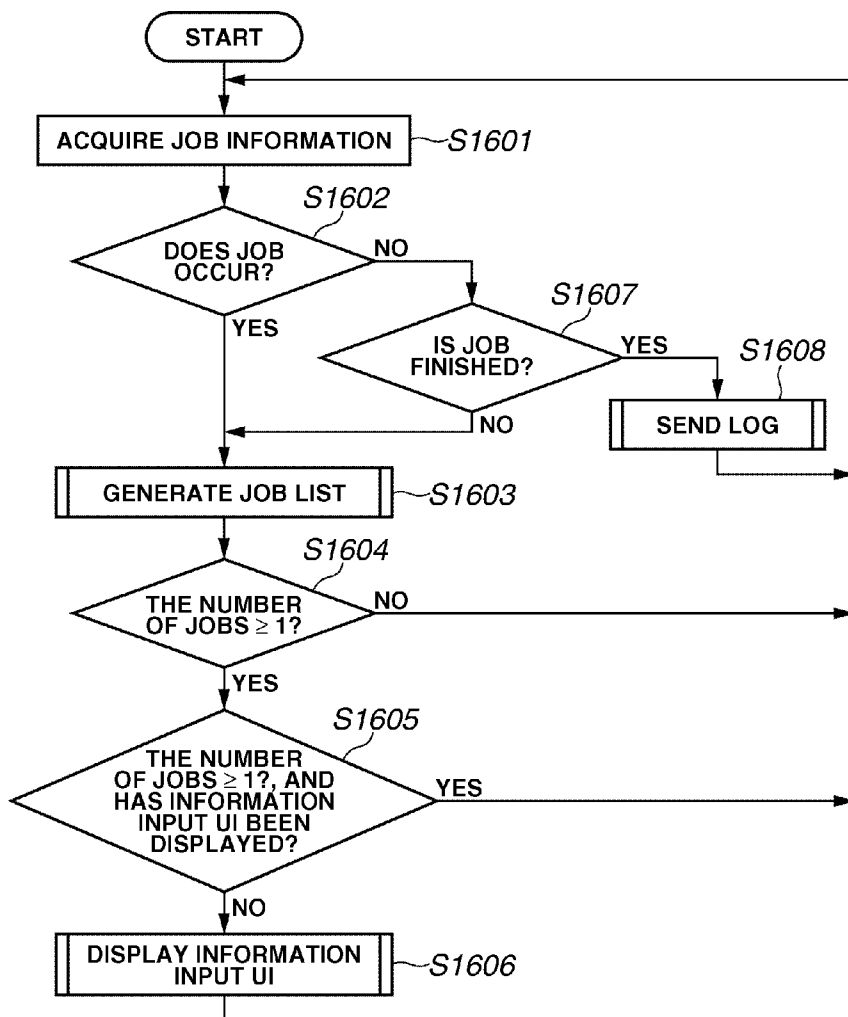 START
ACQUIRE JOB INFORMATION
S1601
S1602
DOES JOB
OCCUR?
NO
YES
S1607
IS JOB
FINISHED?
YES
NO
S1608
SEND LOG
GENERATE JOB LIST
S1603
S1604
THE NUMBER
OF JOBS ≥ 1?
NO
YES
S1605
THE NUMBER
OF JOBS ≥ 1?, AND
HAS INFORMATION
INPUT UI BEEN
DISPLAYED?
YES
NO
DISPLAY INFORMATION
INPUT UI
S1606